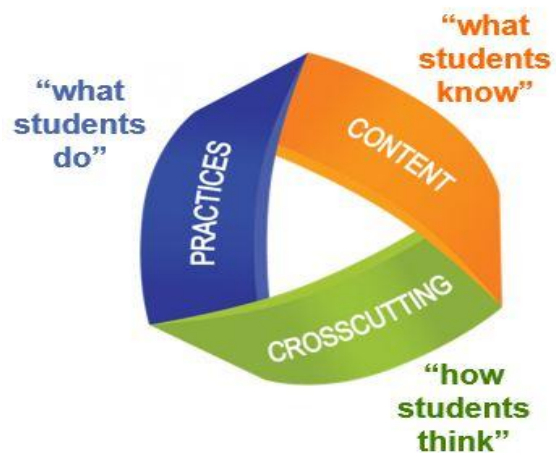 “what
students
do”
PRACTICES
“what
students
know”
CONTENT
CROSSCUTTING
“how
students
think”